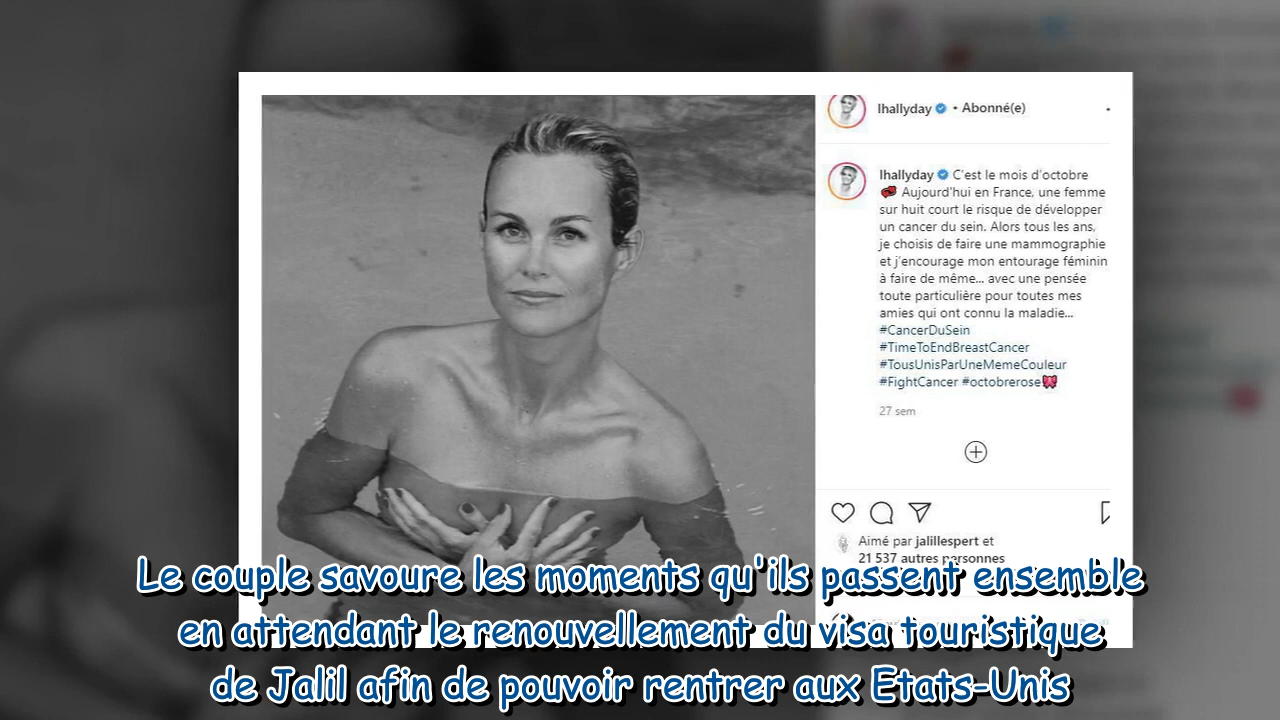 lhallyday • Abonné(e)
lhallyday C'est le mois d'octobre
Aujourd'hui en France, une femme
sur huit court le risque de développer
un cancer du sein. Alors tous les ans,
je choisis de faire une mammographie
et j'encourage mon entourage féminin
à faire de même... avec une pensée
toute particulière pour toutes mes
amies qui ont connu la maladie...
#CancerDuSein
#TimeToEndBreastCancer
#TousUnisParUneMemeCouleur
#FightCancer #octobrerose
27 sem
Aimé par jalillespert et
21 537 autres personnes
Le couple savoure les moments qu'ils passent ensemble
en attendant le renouvellement du visa touristique
de Jalil afin de pouvoir rentrer aux Etats-Unis